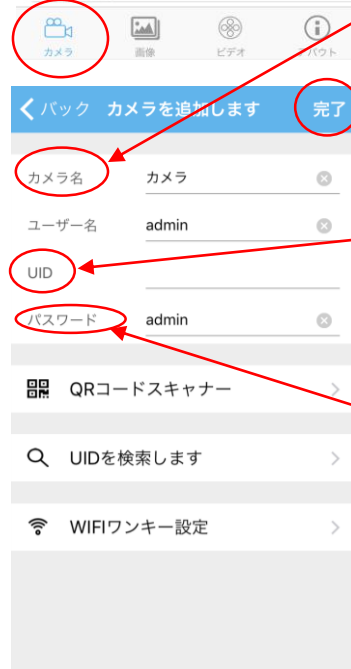 カメラ 画像 ビデオ バウト
バック カメラを追加します 完了
カメラ名 カメラ
ユーザー名 admin
UID
パスワード admin
QRコードスキャナー
UIDを検索します
WIFIワンキー設定